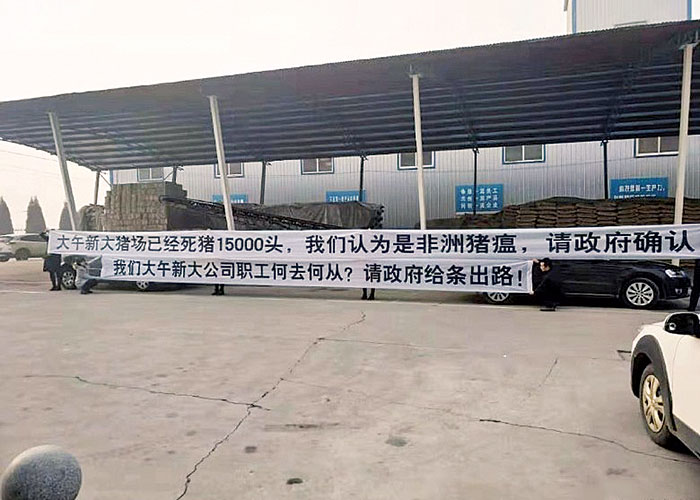 大午新大猪场已经死猪15000头，我们认为是非洲猪瘟，请政府确认
我们大午新大公司职工何去何从？请政府给条出路！